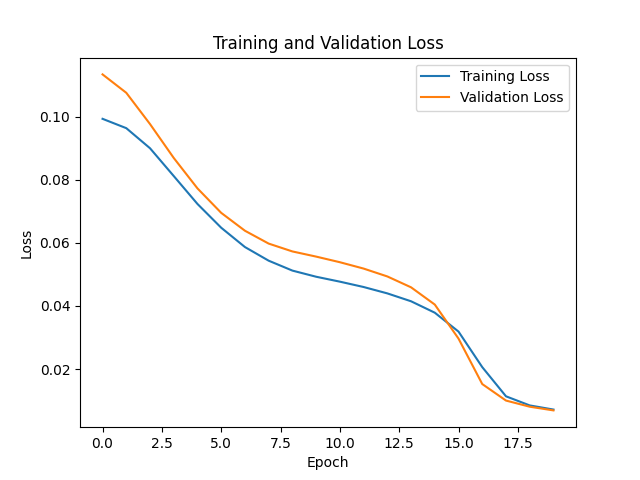 Training and Validation Loss
Training Loss
Validation Loss
0.10
0.08
0.06
0.04
0.02
Loss
0.0 2.5 5.0 7.5 10.0 12.5 15.0 17.5
Epoch